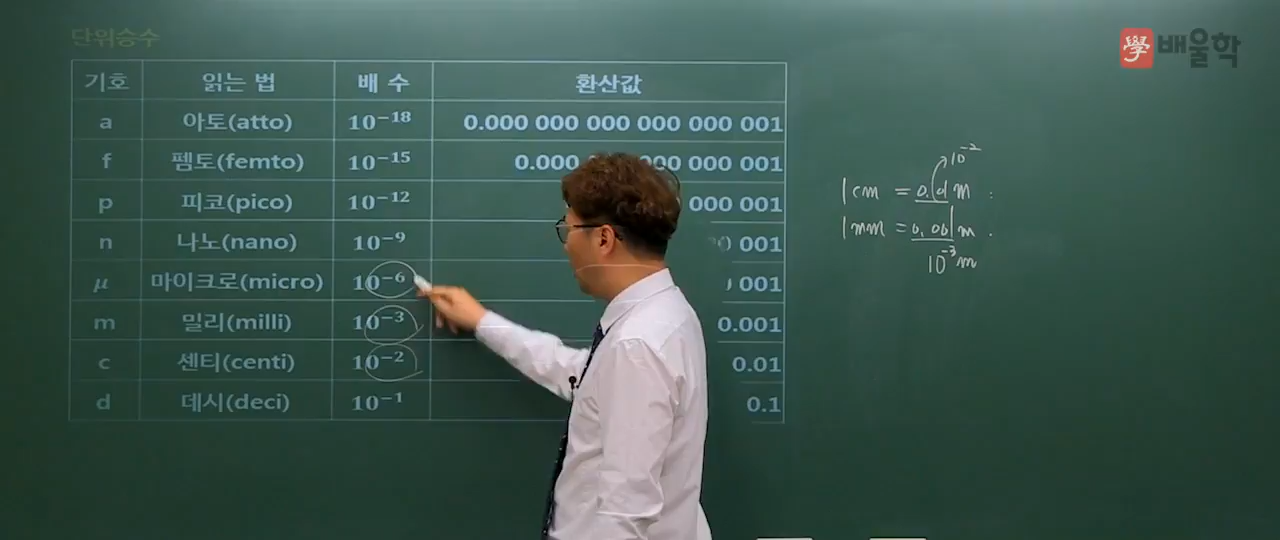 단위승수
學 배울학
기호 읽는 법 배 수 환산값
a 아토(atto) 10⁻¹⁸ 0.000 000 000 000 000 001
f 펨토(femto) 10⁻¹⁵ 0.000 000 000 001
p 피코(pico) 10⁻¹² 000 001
n 나노(nano) 10⁻⁹ 001
μ 마이크로(micro) 10⁻⁶ 001
m 밀리(milli) 10⁻³ 0.001
c 센티(centi) 10⁻² 0.01
d 데시(deci) 10⁻¹ 0.1
10⁻²
1cm = 0.01m
1mm = 0.001m
10⁻³m